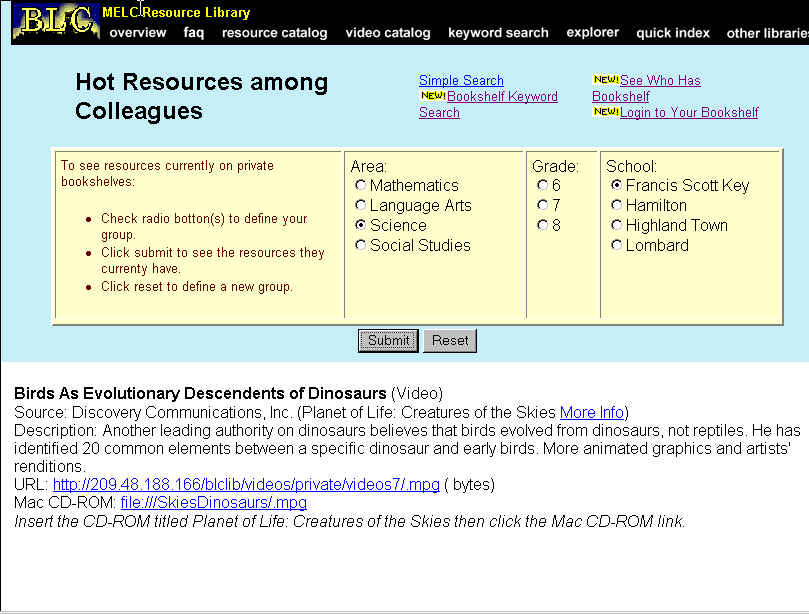 BLC MELC Resource Library
overview faq resource catalog video catalog keyword search explorer quick index other libraries
Hot Resources among
Colleagues
Simple Search
NEW! Bookshelf Keyword
Search
NEW! See Who Has
Bookshelf
NEW! Login to Your Bookshelf
To see resources currently on private
bookshelves:
Check radio botton(s) to define your
group.
Click submit to see the resources they
currenty have.
Click reset to define a new group.
Area:
Mathematics
Language Arts
Science
Social Studies
Grade:
6
7
8
School:
Francis Scott Key
Hamilton
Highland Town
Lombard
Submit Reset
Birds As Evolutionary Descendents of Dinosaurs (Video)
Source: Discovery Communications, Inc. (Planet of Life: Creatures of the Skies More Info)
Description: Another leading authority on dinosaurs believes that birds evolved from dinosaurs, not reptiles. He has
identified 20 common elements between a specific dinosaur and early birds. More animated graphics and artists'
renditions.
URL: http://209.48.188.166/blclib/videos/private/videos7/.mpg ( bytes)
Mac CD-ROM: file:///SkiesDinosaurs/.mpg
Insert the CD-ROM titled Planet of Life: Creatures of the Skies then click the Mac CD-ROM link.